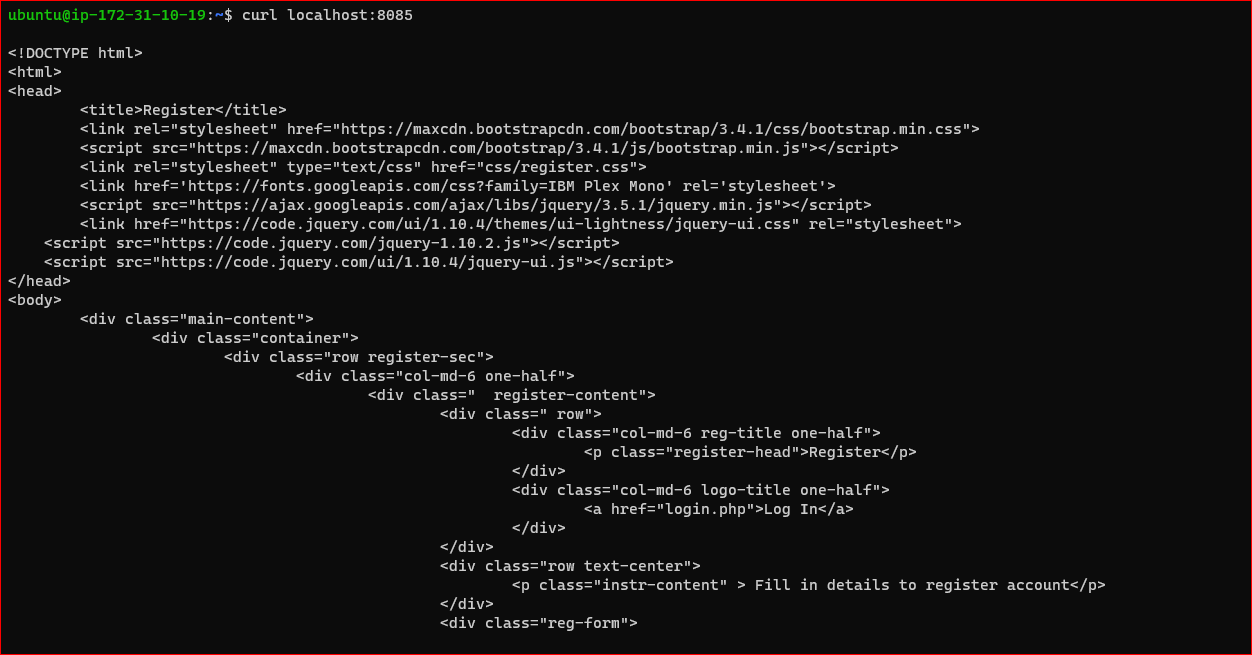 ubuntu@ip-172-31-10-19:~$ curl localhost:8085

<!DOCTYPE html>
<html>
<head>
        <title>Register</title>
        <link rel="stylesheet" href="https://maxcdn.bootstrapcdn.com/bootstrap/3.4.1/css/bootstrap.min.css">
        <script src="https://maxcdn.bootstrapcdn.com/bootstrap/3.4.1/js/bootstrap.min.js"></script>
        <link rel="stylesheet" type="text/css" href="css/register.css">
        <link href='https://fonts.googleapis.com/css?family=IBM Plex Mono' rel='stylesheet'>
        <script src="https://ajax.googleapis.com/ajax/libs/jquery/3.5.1/jquery.min.js"></script>
        <link href="https://code.jquery.com/ui/1.10.4/themes/ui-lightness/jquery-ui.css" rel="stylesheet">
    <script src="https://code.jquery.com/jquery-1.10.2.js"></script>
    <script src="https://code.jquery.com/ui/1.10.4/jquery-ui.js"></script>
</head>
<body>
        <div class="main-content">
                <div class="container">
                        <div class="row register-sec">
                                <div class="col-md-6 one-half">
                                        <div class="  register-content">
                                                <div class=" row">
                                                        <div class="col-md-6 reg-title one-half">
                                                                <p class="register-head">Register</p>
                                                        </div>
                                                        <div class="col-md-6 logo-title one-half">
                                                                <a href="login.php">Log In</a>
                                                        </div>
                                                </div>
                                                <div class="row text-center">
                                                        <p class="instr-content" > Fill in details to register account</p>
                                                </div>
                                                <div class="reg-form">